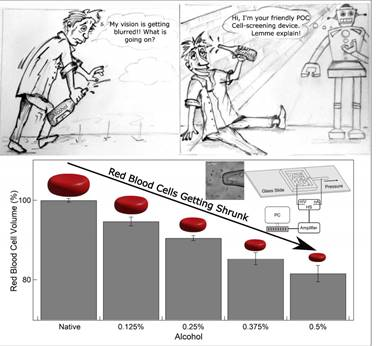 My vision is getting
blurred!! What is
going on?
Hi, I'm your friendly POC
Cell-screening device.
Lemme explain!
Red Blood Cells Getting Shrunk
Glass Slide
Pressure
PC
HV
HS
Amplifier
Red Blood Cell Volume (%)
100
80
Native
0.125%
0.25%
0.375%
0.5%
Alcohol